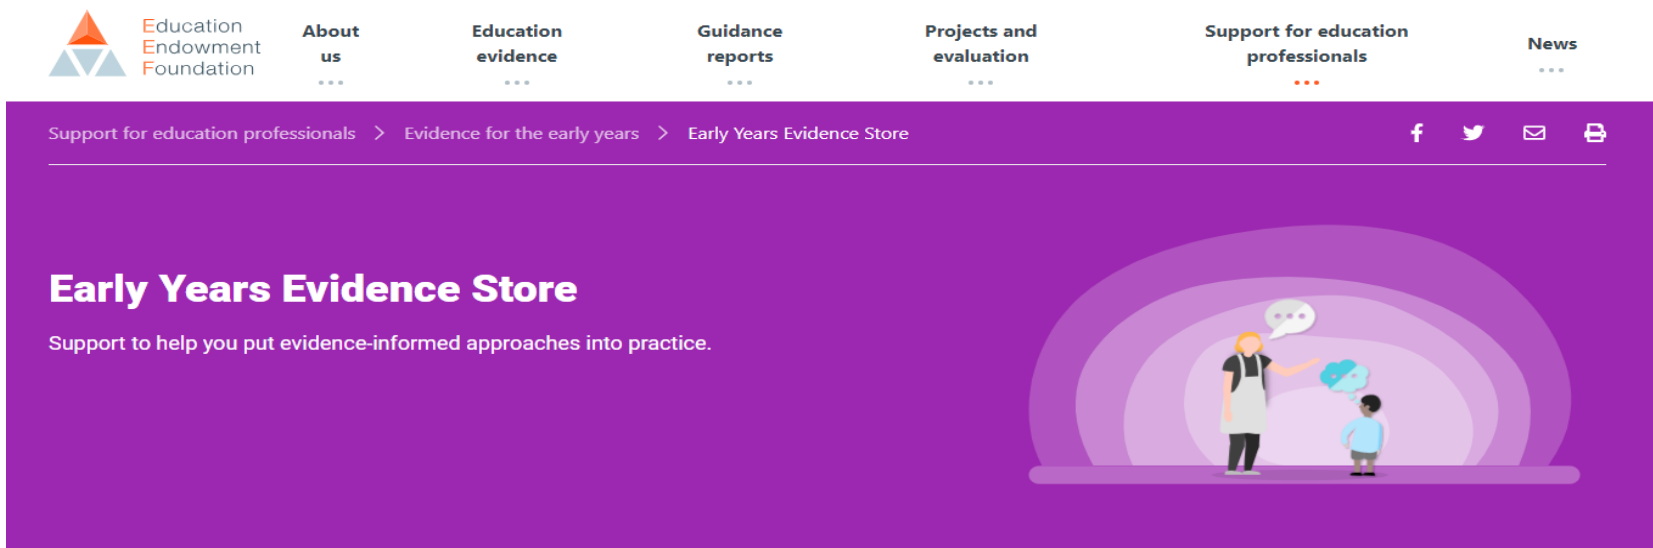 Education
Endowment
Foundation
About
us
Education
evidence
Guidance
reports
Projects and
evaluation
Support for education
professionals
News
Support for education professionals > Evidence for the early years > Early Years Evidence Store
Early Years Evidence Store
Support to help you put evidence-informed approaches into practice.